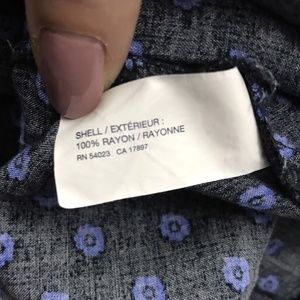 SHELL / EXTÉRIEUR :
100% RAYON / RAYONNE
RN 54023 CA 17897